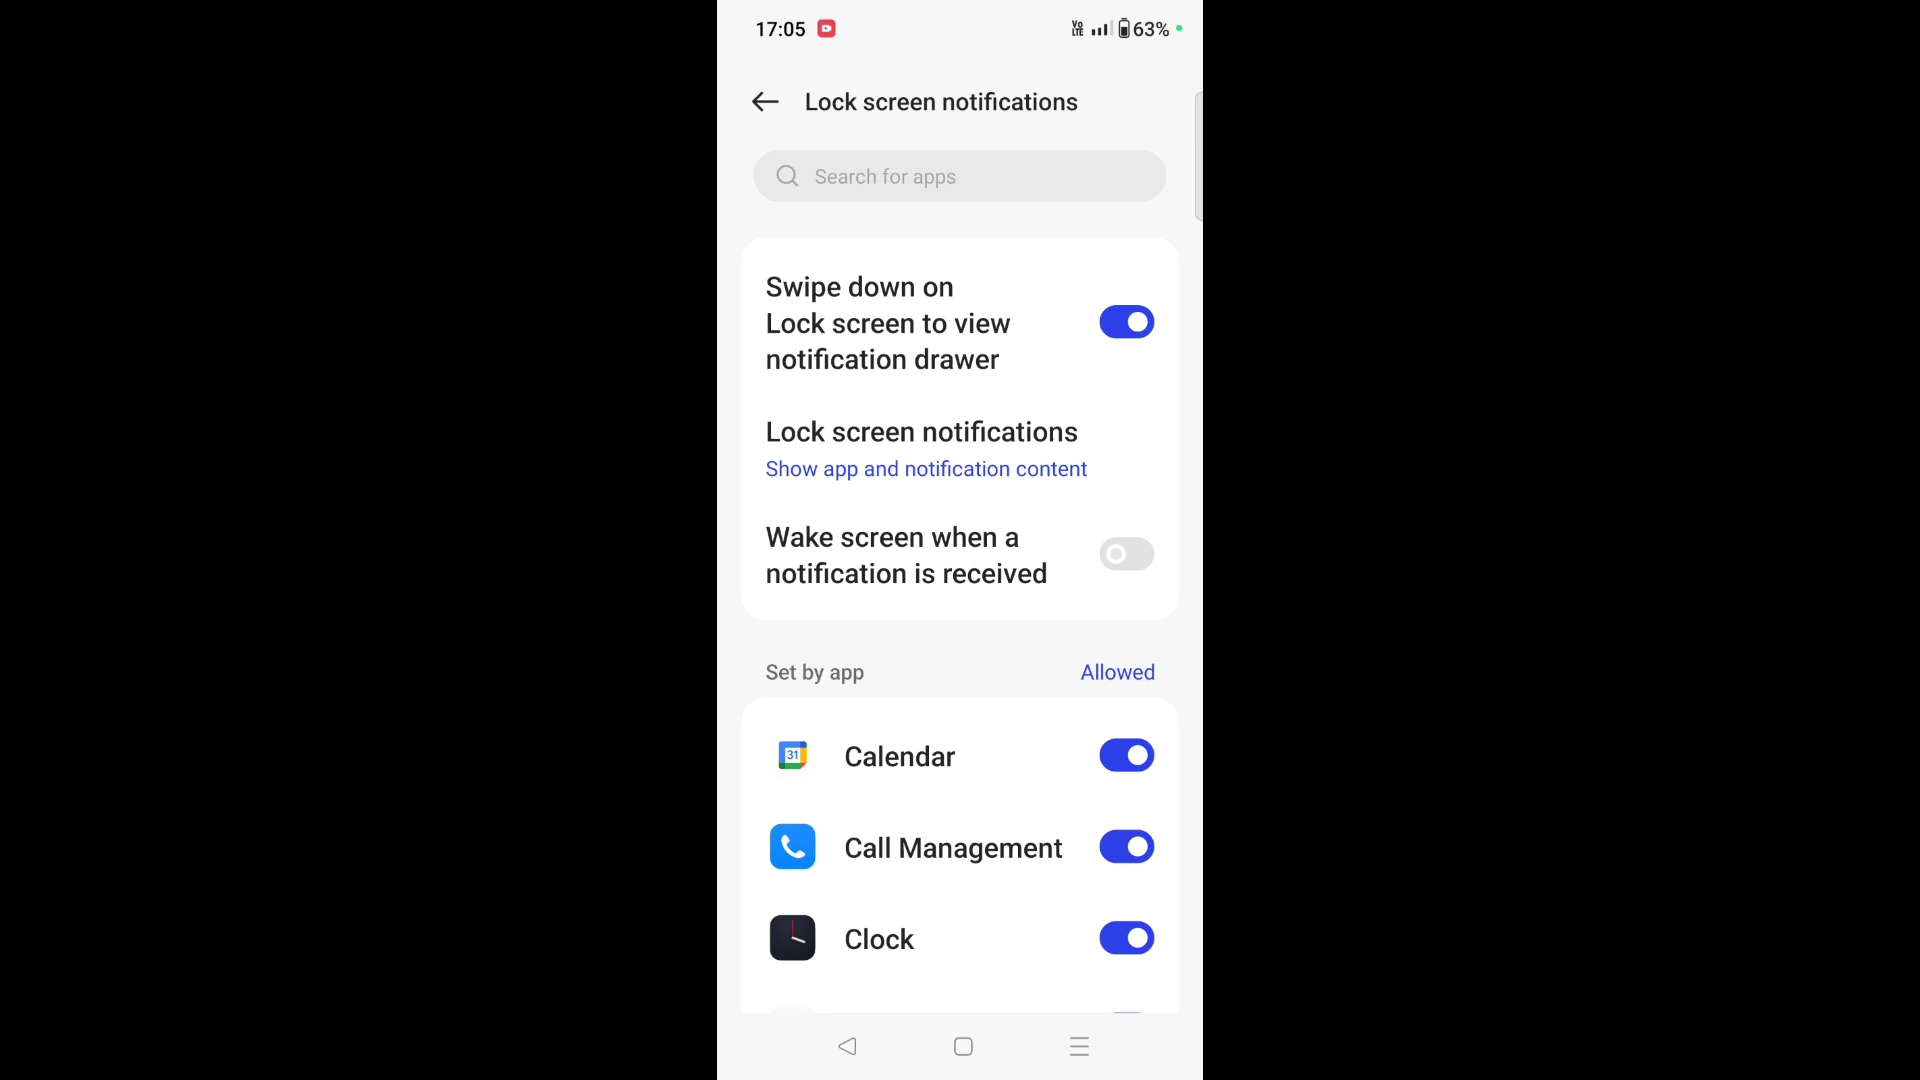 17:05 Vo LTE 63%
Lock screen notifications
Search for apps
Swipe down on
Lock screen to view
notification drawer
Lock screen notifications
Show app and notification content
Wake screen when a
notification is received
Set by app Allowed
31 Calendar
Call Management
Clock